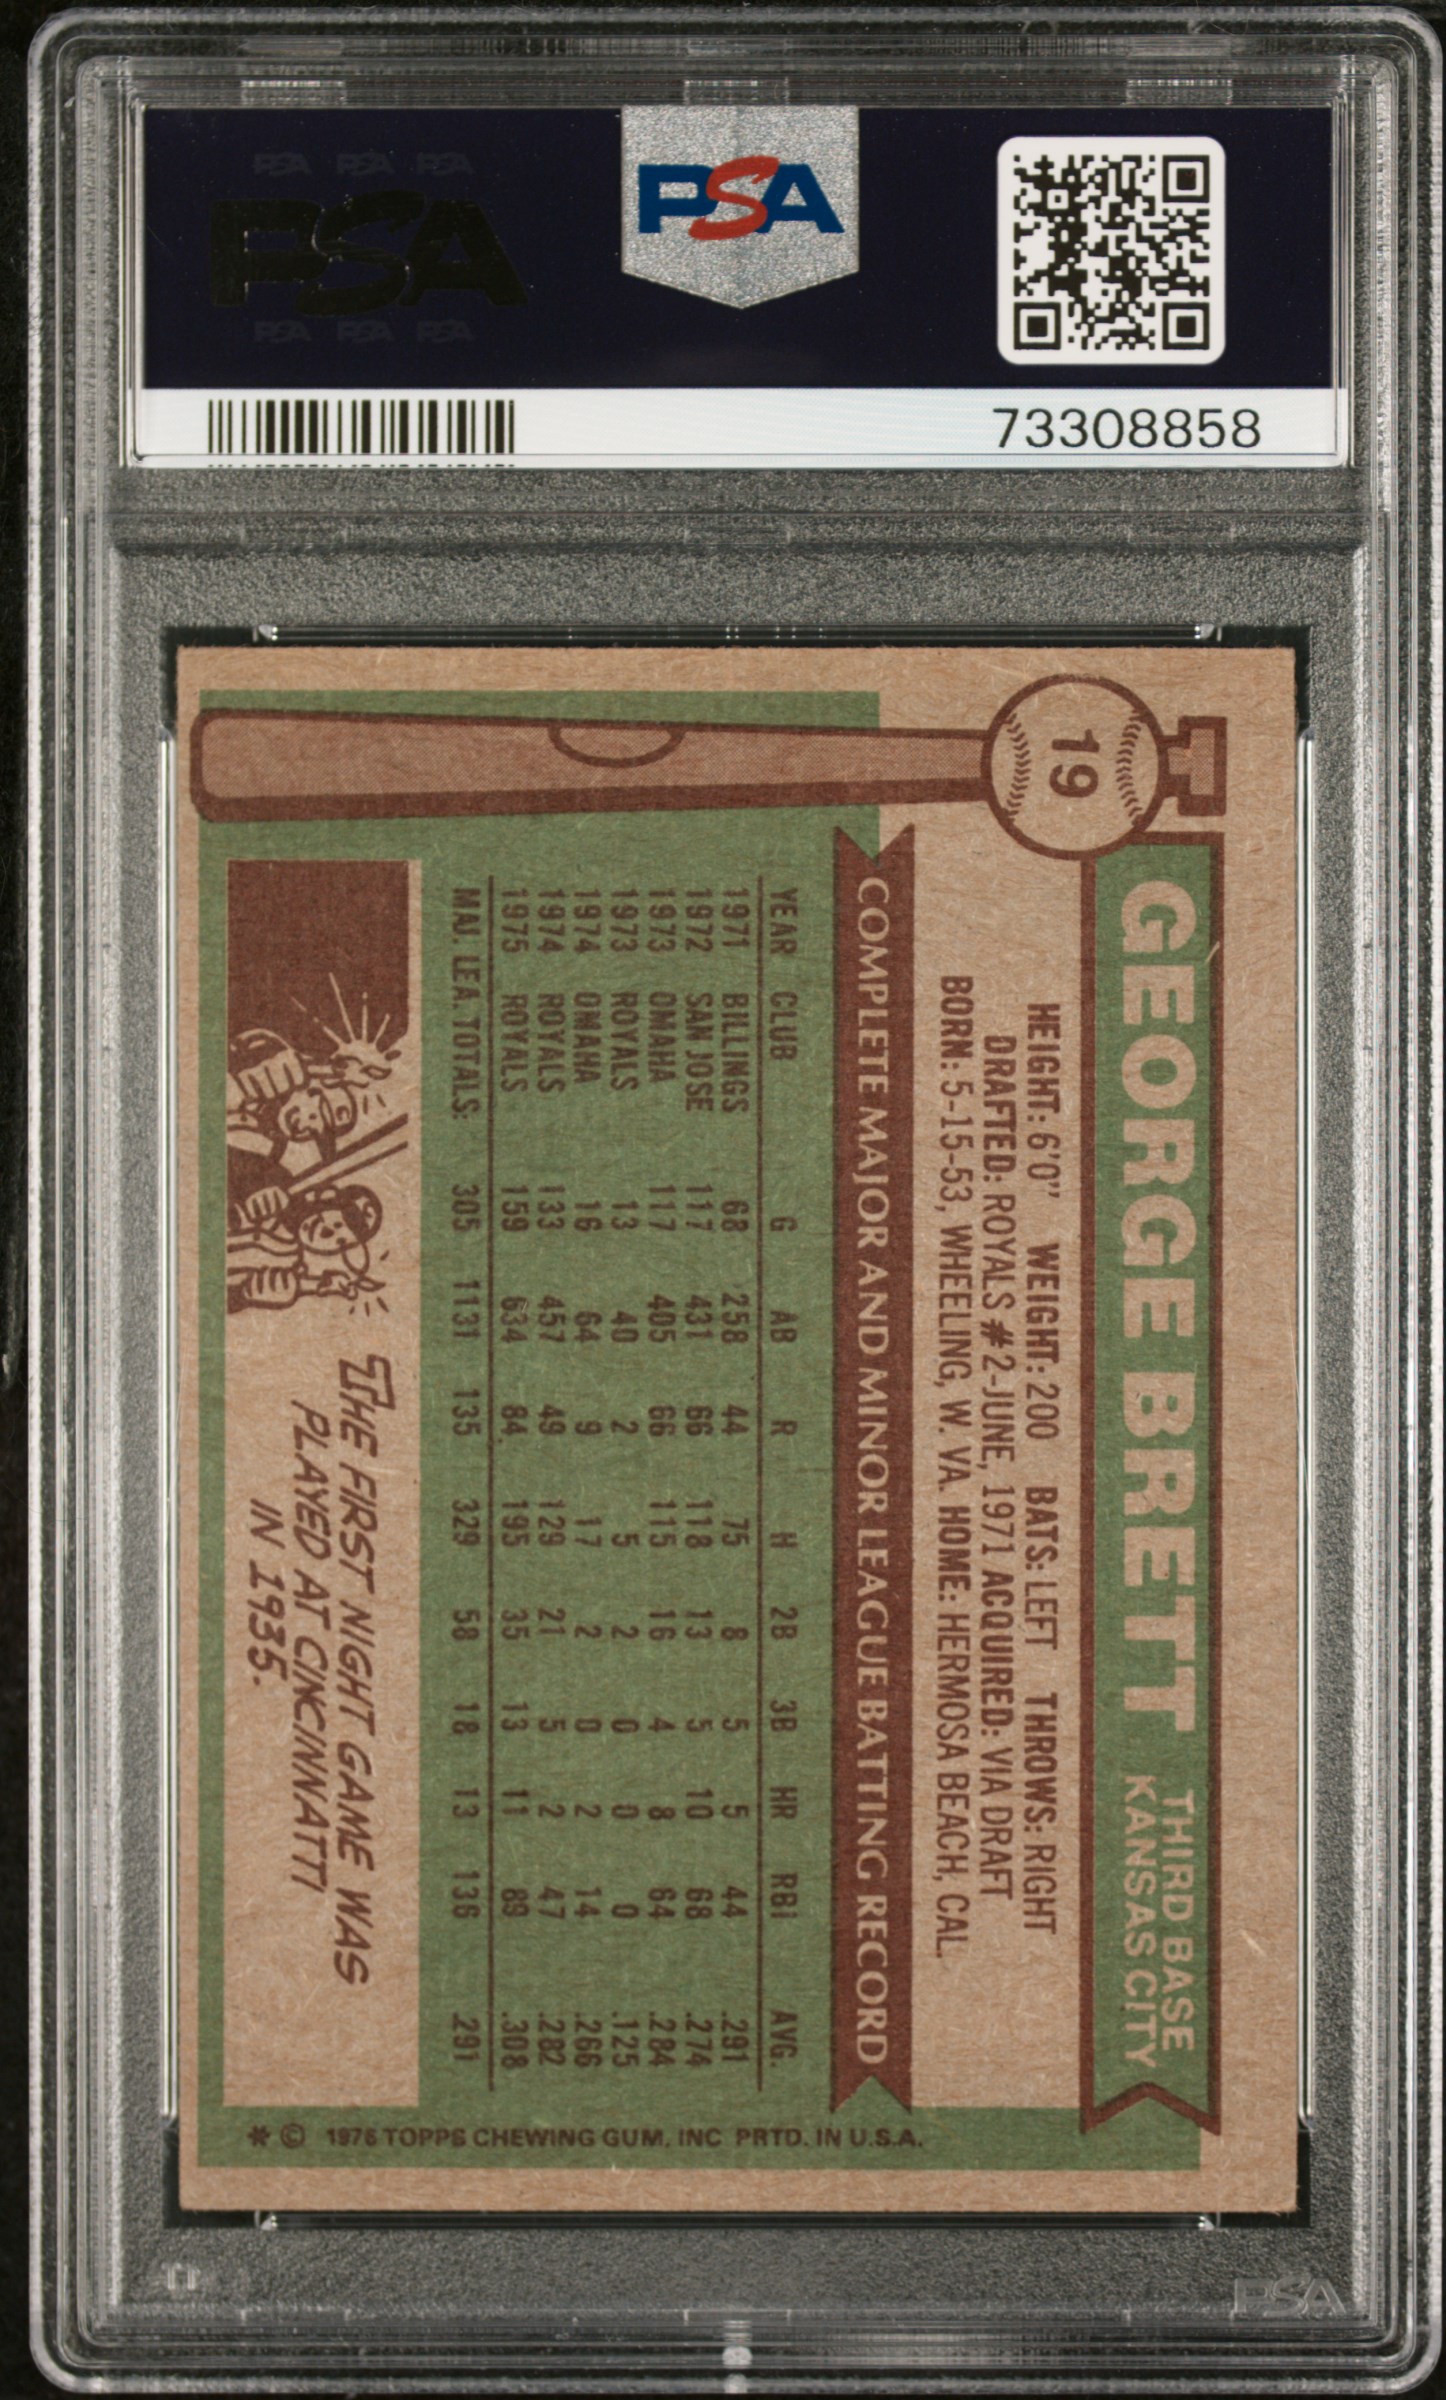 PSA PSA PSA
PSA
PSA PSA PSA
PSA
73308858
19
GEORGE BRETT
THIRD BASE
KANSAS CITY
HEIGHT: 6'0" WEIGHT: 200 BATS: LEFT THROWS: RIGHT
DRAFTED: ROYALS #2-JUNE, 1971 ACQUIRED: VIA DRAFT
BORN: 5-15-53, WHEELING, W. VA. HOME: HERMOSA BEACH, CAL.
COMPLETE MAJOR AND MINOR LEAGUE BATTING RECORD
YEAR CLUB G AB R H 2B 3B HR RBI AVG.
1971 BILLINGS 68 258 44 75 8 5 5 44 .291
1972 SAN JOSE 117 431 66 118 13 5 10 68 .274
1973 OMAHA 117 405 66 115 16 4 8 64 .284
1973 ROYALS 13 40 2 5 2 0 0 0 .125
1974 OMAHA 16 64 9 17 2 0 2 14 .266
1974 ROYALS 133 457 49 129 21 5 2 47 .282
1975 ROYALS 159 634 84 195 35 13 11 89 .308
MAJ. LEA. TOTALS 305 1131 135 329 58 18 13 136 .291
THE FIRST NIGHT GAME WAS
PLAYED AT CINCINNATTI
IN 1935.
* © 1976 TOPPS CHEWING GUM, INC PRTD. IN U.S.A.
PSA